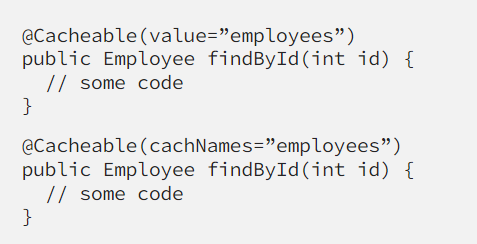 @Cacheable(value=”employees”)
public Employee findById(int id) {
  // some code
}
@Cacheable(cachNames=”employees”)
public Employee findById(int id) {
  // some code
}